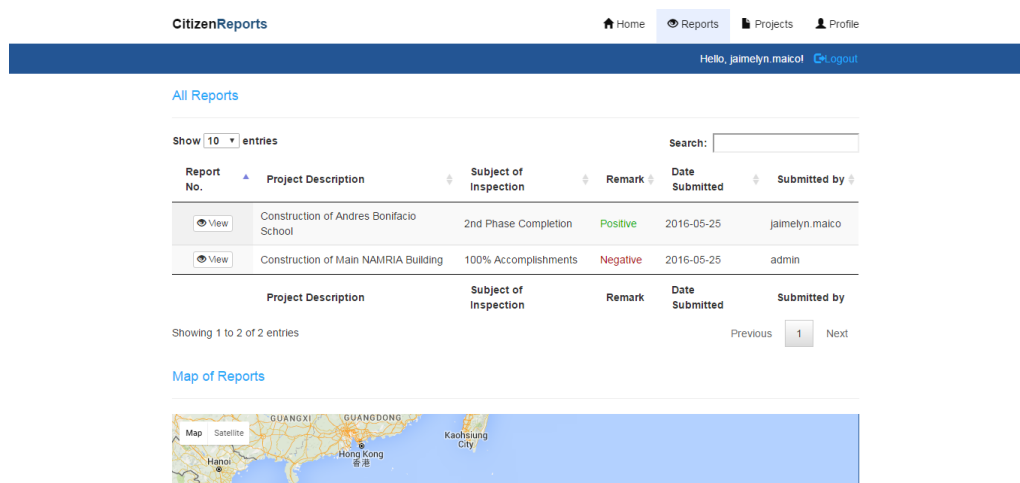 CitizenReports
Home Reports Projects Profile
Hello, jaimelyn.maico! Logout
All Reports
Show 10 entries
Search:
Report No. Project Description Subject of Inspection Remark Date Submitted Submitted by
View Construction of Andres Bonifacio School 2nd Phase Completion Positive 2016-05-25 jaimelyn.maico
View Construction of Main NAMRIA Building 100% Accomplishments Negative 2016-05-25 admin
Project Description Subject of Inspection Remark Date Submitted Submitted by
Showing 1 to 2 of 2 entries
Previous 1 Next
Map of Reports
Map Satellite
GUANGXI GUANGDONG
Kaohsiung City
Hong Kong
香港
Hanoi